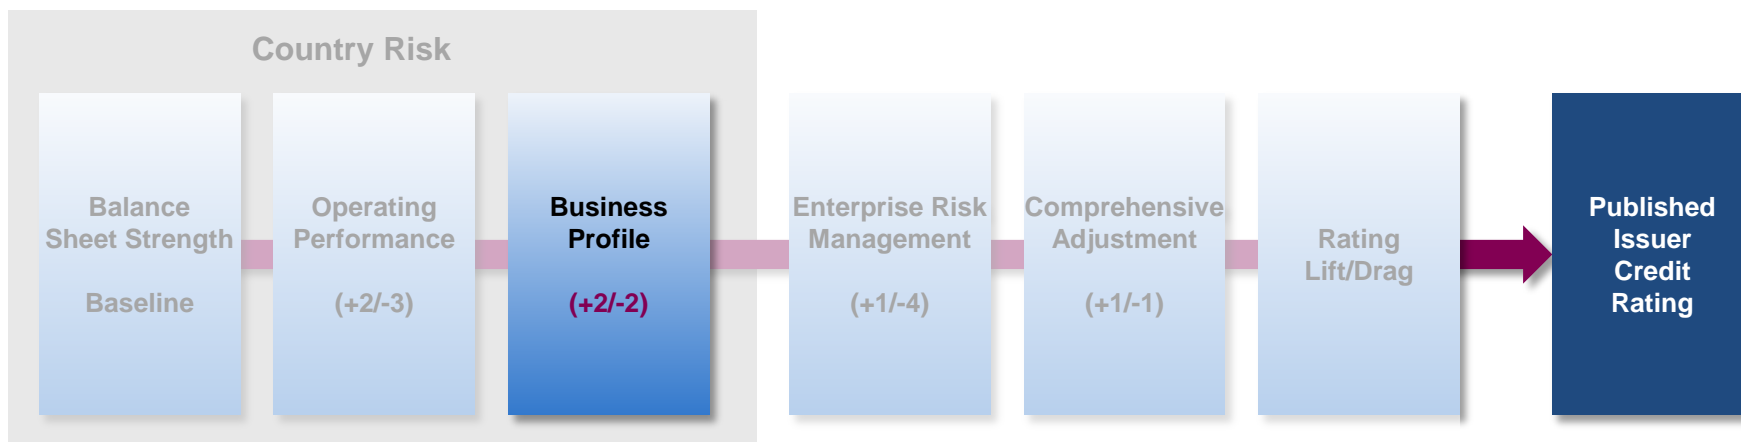 Country Risk
Balance
Sheet Strength
Baseline
Operating
Performance
(+2/-3)
Business
Profile
(+2/-2)
Enterprise Risk
Management
(+1/-4)
Comprehensive
Adjustment
(+1/-1)
Rating
Lift/Drag
Published
Issuer
Credit
Rating